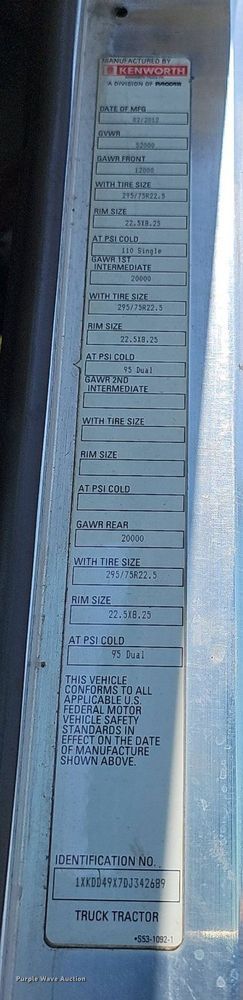 MANUFACTURED BY
KENWORTH
A DIVISION OF PACCAR
DATE OF MFG
02/2012
GVWR
52000
GAWR FRONT
12000
WITH TIRE SIZE
295/75R22.5
RIM SIZE
22.5X8.25
AT PSI COLD
110 Single
GAWR 1ST
INTERMEDIATE
20000
WITH TIRE SIZE
295/75R22.5
RIM SIZE
22.5X8.25
AT PSI COLD
95 Dual
GAWR 2ND
INTERMEDIATE
WITH TIRE SIZE
RIM SIZE
AT PSI COLD
GAWR REAR
20000
WITH TIRE SIZE
295/75R22.5
RIM SIZE
22.5X8.25
AT PSI COLD
95 Dual
THIS VEHICLE
CONFORMS TO ALL
APPLICABLE U.S.
FEDERAL MOTOR
VEHICLE SAFETY
STANDARDS IN
EFFECT ON THE DATE
OF MANUFACTURE
SHOWN ABOVE.
IDENTIFICATION NO.
1XKDD49X7DJ342689
TRUCK TRACTOR
*S53-1092-1
Purple Wave Auction